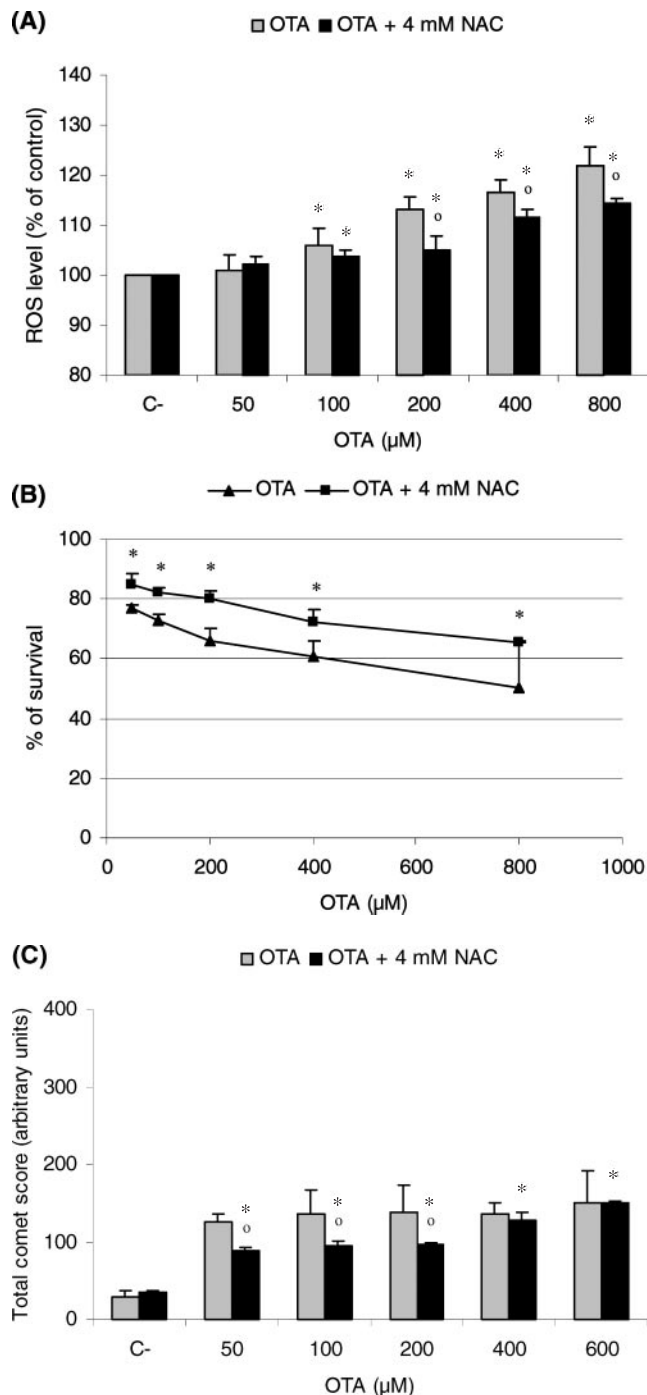 (A)
OTA OTA + 4 mM NAC
ROS level (% of control)
140
130
120
110
100
90
80
* * * * o * * o * * o
C- 50 100 200 400 800
OTA (µM)
(B)
OTA OTA + 4 mM NAC
% of survival
100
80
60
40
20
0
* * * * *
0 200 400 600 800 1000
OTA (µM)
(C)
OTA OTA + 4 mM NAC
Total comet score (arbitrary units)
400
300
200
100
0
* o * o * o * *
C- 50 100 200 400 600
OTA (µM)